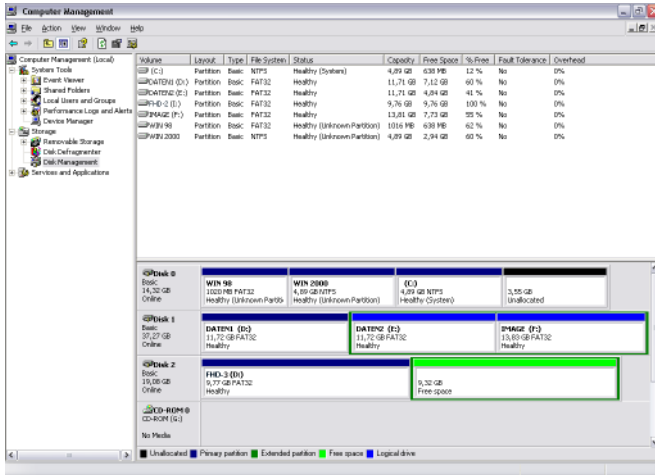 Computer Management
File Action View Window Help
Computer Management (Local)
System Tools
Event Viewer
Shared Folders
Local Users and Groups
Performance Logs and Alerts
Device Manager
Storage
Removable Storage
Disk Defragmenter
Disk Management
Services and Applications
Volume Layout Type File System Status Capacity Free Space % Free Fault Tolerance Overhead
(C:) Partition Basic NTFS Healthy (System) 4,89 GB 638 MB 12 % No 0%
DATEN1 (D:) Partition Basic FAT32 Healthy 11,71 GB 7,12 GB 60 % No 0%
DATEN2 (E:) Partition Basic FAT32 Healthy 11,71 GB 4,84 GB 41 % No 0%
FHD-2 (I:) Partition Basic FAT32 Healthy 9,76 GB 9,76 GB 100 % No 0%
IMAGE (F:) Partition Basic FAT32 Healthy 13,81 GB 7,73 GB 55 % No 0%
WIN 98 Partition Basic FAT32 Healthy (Unknown Partition) 1016 MB 638 MB 62 % No 0%
WIN 2000 Partition Basic NTFS Healthy (Unknown Partition) 4,89 GB 2,94 GB 60 % No 0%
Disk 0
Basic
14,32 GB
Online
WIN 98
1020 MB FAT32
Healthy (Unknown Partiti
WIN 2000
4,89 GB NTFS
Healthy (Unknown Partition)
(C:)
4,89 GB NTFS
Healthy (System)
3,55 GB
Unallocated
Disk 1
Basic
37,27 GB
Online
DATEN1 (D:)
11,72 GB FAT32
Healthy
DATEN2 (E:)
11,72 GB FAT32
Healthy
IMAGE (F:)
13,83 GB FAT32
Healthy
Disk 2
Basic
19,08 GB
Online
9,77 GB FAT32
Healthy
9,32 GB
Free space
CD-ROM 0
CD-ROM (G:)
No Media
Unallocated Primary partition Extended partition Free space Logical drive